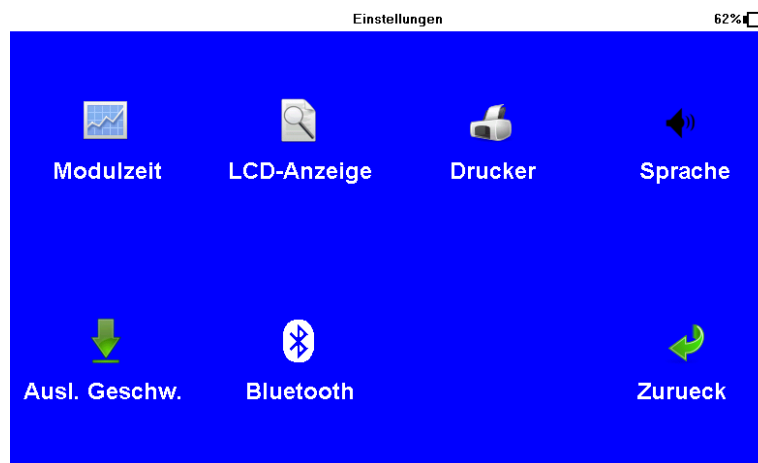 Einstellungen
62%
Modulzeit
LCD-Anzeige
Drucker
Sprache
Ausl. Geschw.
Bluetooth
Zurueck